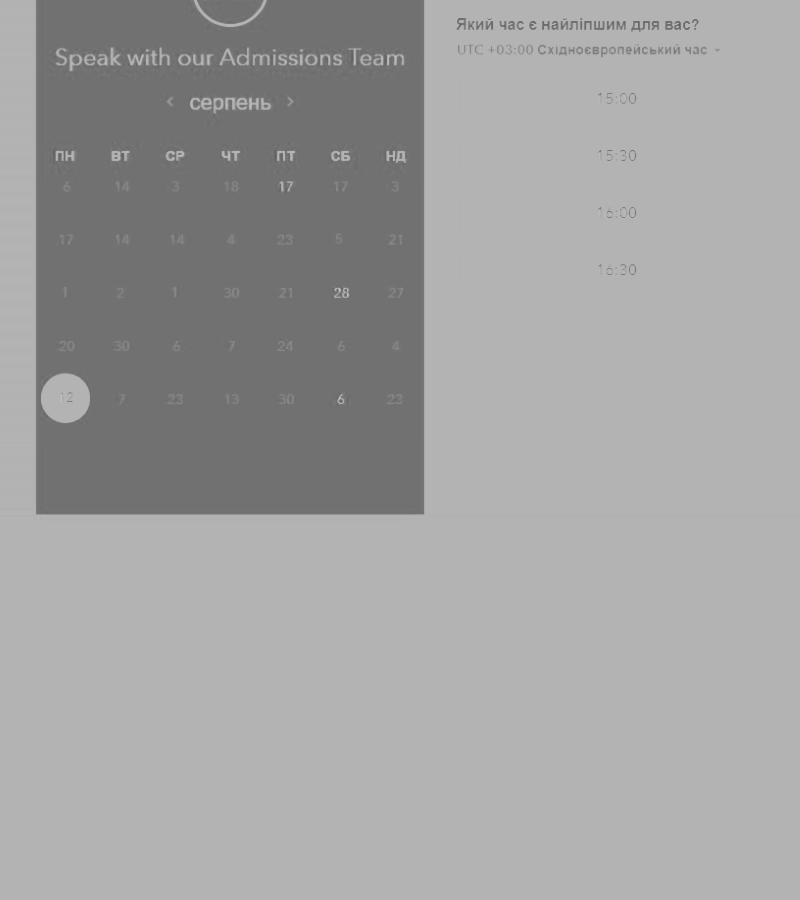 Speak with our Admissions Team
< серпень >
ПН ВТ СР ЧТ ПТ СБ НД
6 14 3 18 17 17 3
17 14 14 4 23 5 21
1 2 1 30 21 28 27
20 30 6 7 24 6 4
12 7 23 13 30 6 23
Який час є найліпшим для вас?
UTC +03:00 Східноєвропейський час
15:00
15:30
16:00
16:30